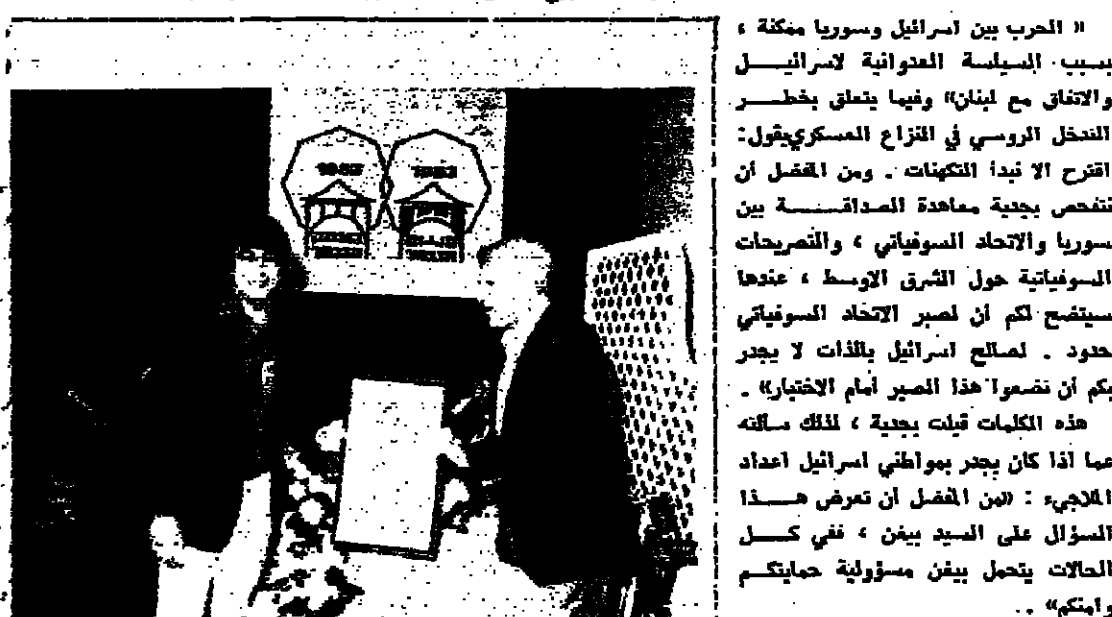 « الحرب بين اسرائيل وسوريا ممكنة ،
بسبب السياسة العدوانية لاسرائيل
والاتفاق مع لبنان» وفيما يتعلق بخطر
التدخل الروسي في النزاع العسكري يقول:
اقترح الا نبدأ التكهنات . ومن المفضل أن
نتفحص بجدية معاهدة الصداقة بين
سوريا والاتحاد السوفياتي ، والتصريحات
السوفياتية حول الشرق الاوسط ، عندها
سيتضح لكم أن لصبر الاتحاد السوفياتي
حدود . لصالح اسرائيل بالذات لا يجدر
بكم أن تضعوا هذا الصبر أمام الاختبار» .
هذه الكلمات قيلت بجدية ، لذلك سألته
عما اذا كان يجدر بمواطني اسرائيل اعداد
الملاجيء : «من المفضل أن تعرض هذا
السؤال على السيد بيغن ، ففي كل
الحالات يتحمل بيغن مسؤولية حمايتكم
وامنكم» ..